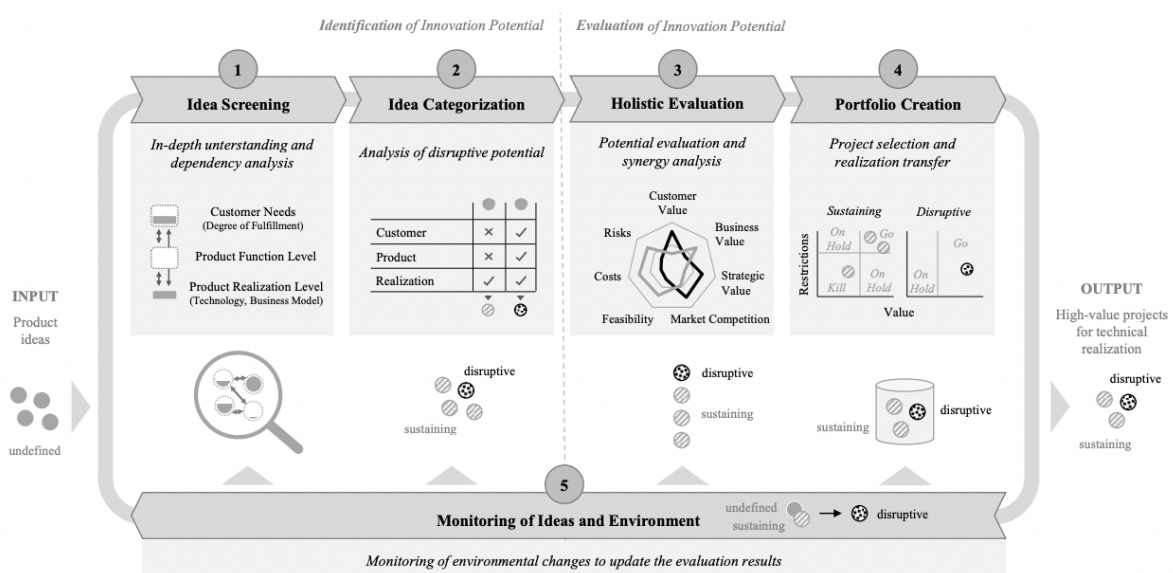 Identification of Innovation Potential
Evaluation of Innovation Potential
1
2
3
4
Idea Screening
Idea Categorization
Holistic Evaluation
Portfolio Creation
In-depth unterstanding and
dependency analysis
Customer Needs
(Degree of Fulfillment)
Product Function Level
Product Realization Level
(Technology, Business Model)
Analysis of disruptive potential
Customer
Product
Realization
Potential evaluation and
synergy analysis
Customer
Value
Risks
Business
Value
Costs
Strategic
Value
Feasibility
Market Competition
Project selection and
realization transfer
Sustaining
Disruptive
Restrictions
On
Hold
Go
Kill
On
Hold
Go
On
Hold
Value
INPUT
Product
ideas
undefined
disruptive
sustaining
disruptive
sustaining
disruptive
sustaining
OUTPUT
High-value projects
for technical
realization
disruptive
sustaining
5
Monitoring of Ideas and Environment
undefined
sustaining
disruptive
Monitoring of environmental changes to update the evaluation results